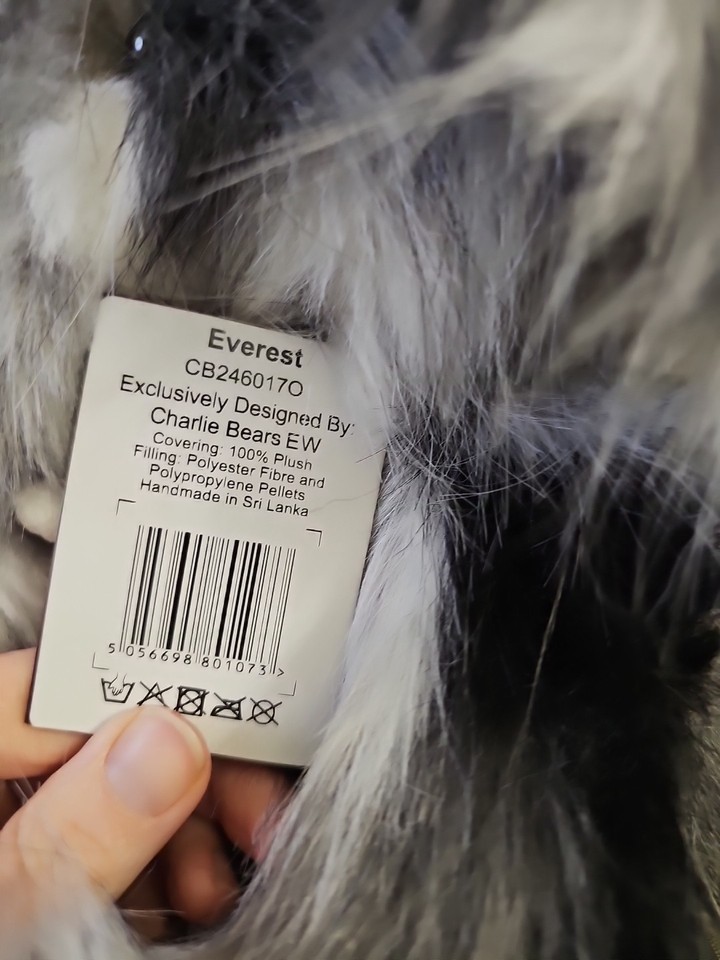 Everest
CB246017O
Exclusively Designed By:
Charlie Bears EW
Covering: 100% Plush
Filling: Polyester Fibre and
Polypropylene Pellets
Handmade in Sri Lanka
5 056698 801073 >